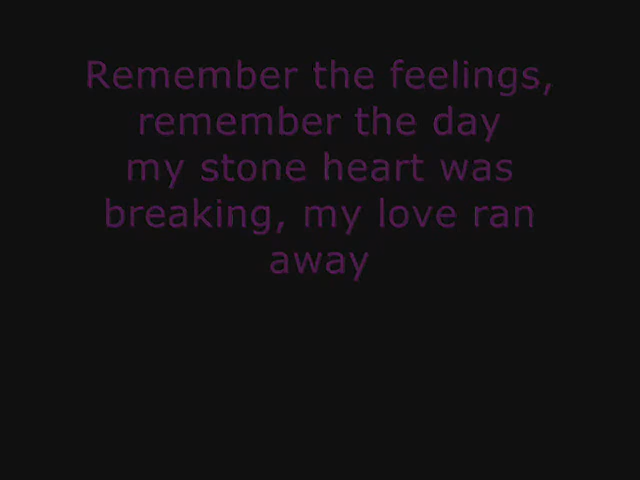 Remember the feelings,
remember the day
my stone heart was
breaking, my love ran
away